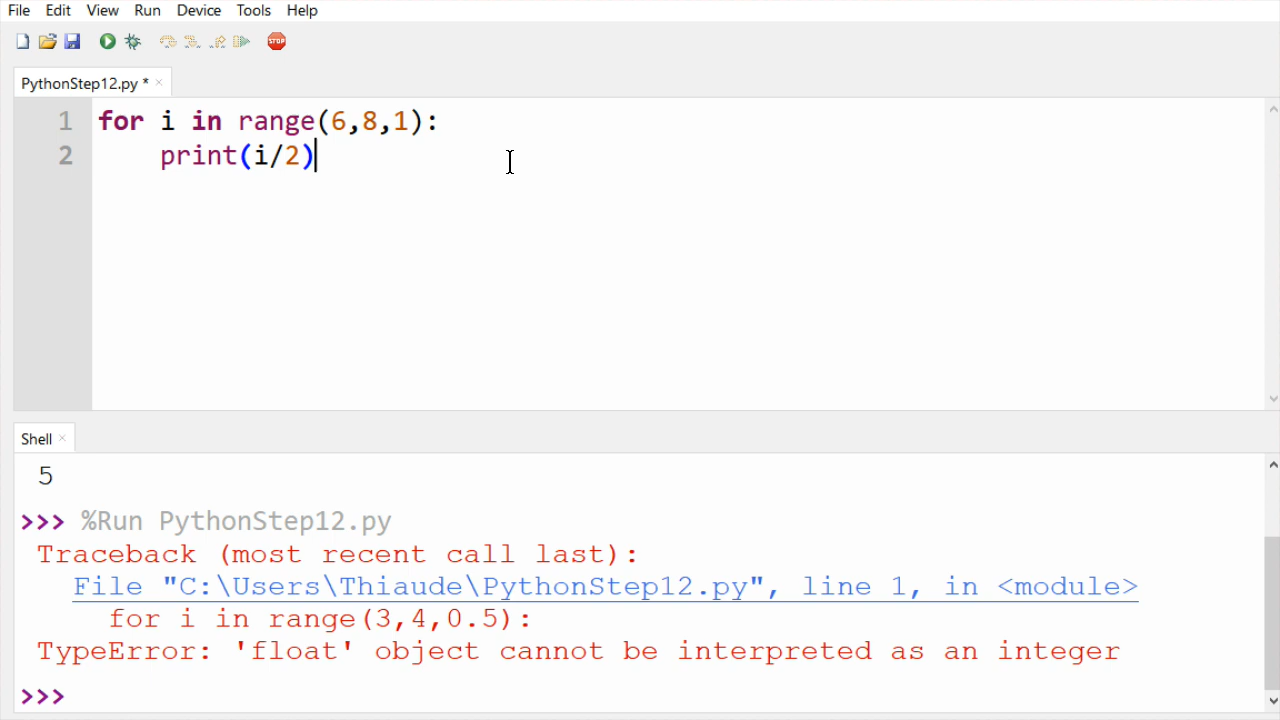 File Edit View Run Device Tools Help
STOP
PythonStep12.py * ×
1 for i in range(6,8,1):
2     print(i/2)
Shell ×
5
>>> %Run PythonStep12.py
Traceback (most recent call last):
File "C:\Users\Thiaude\PythonStep12.py", line 1, in <module>
for i in range(3,4,0.5):
TypeError: 'float' object cannot be interpreted as an integer
>>>